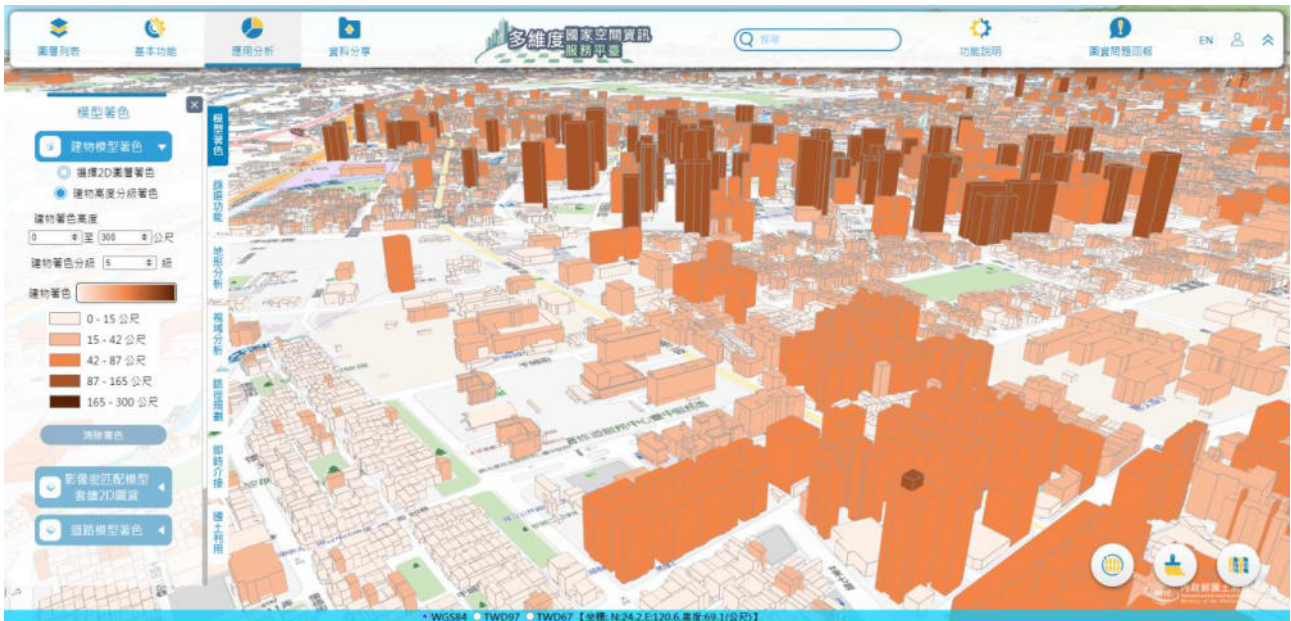 圖層列表
基本功能
應用分析
資料分享
多維度國家空間資訊
服務平臺
搜尋
功能說明
圖資問題回報
EN
模型著色
建物模型著色
選擇2D圖層著色
建物高度分級著色
建物著色高度
0 至 300 公尺
建物著色分級 5 級
建物著色
0 - 15 公尺
15 - 42 公尺
42 - 87 公尺
87 - 165 公尺
165 - 300 公尺
清除著色
影像密匹配模型
套繪2D圖資
道路模型著色
模型著色
篩選功能
地形分析
視域分析
路徑規劃
即時介接
國土利用
WGS84 TWD97 TWD67 【坐標: N:24.2,E:120.6,高度:69.1(公尺)】